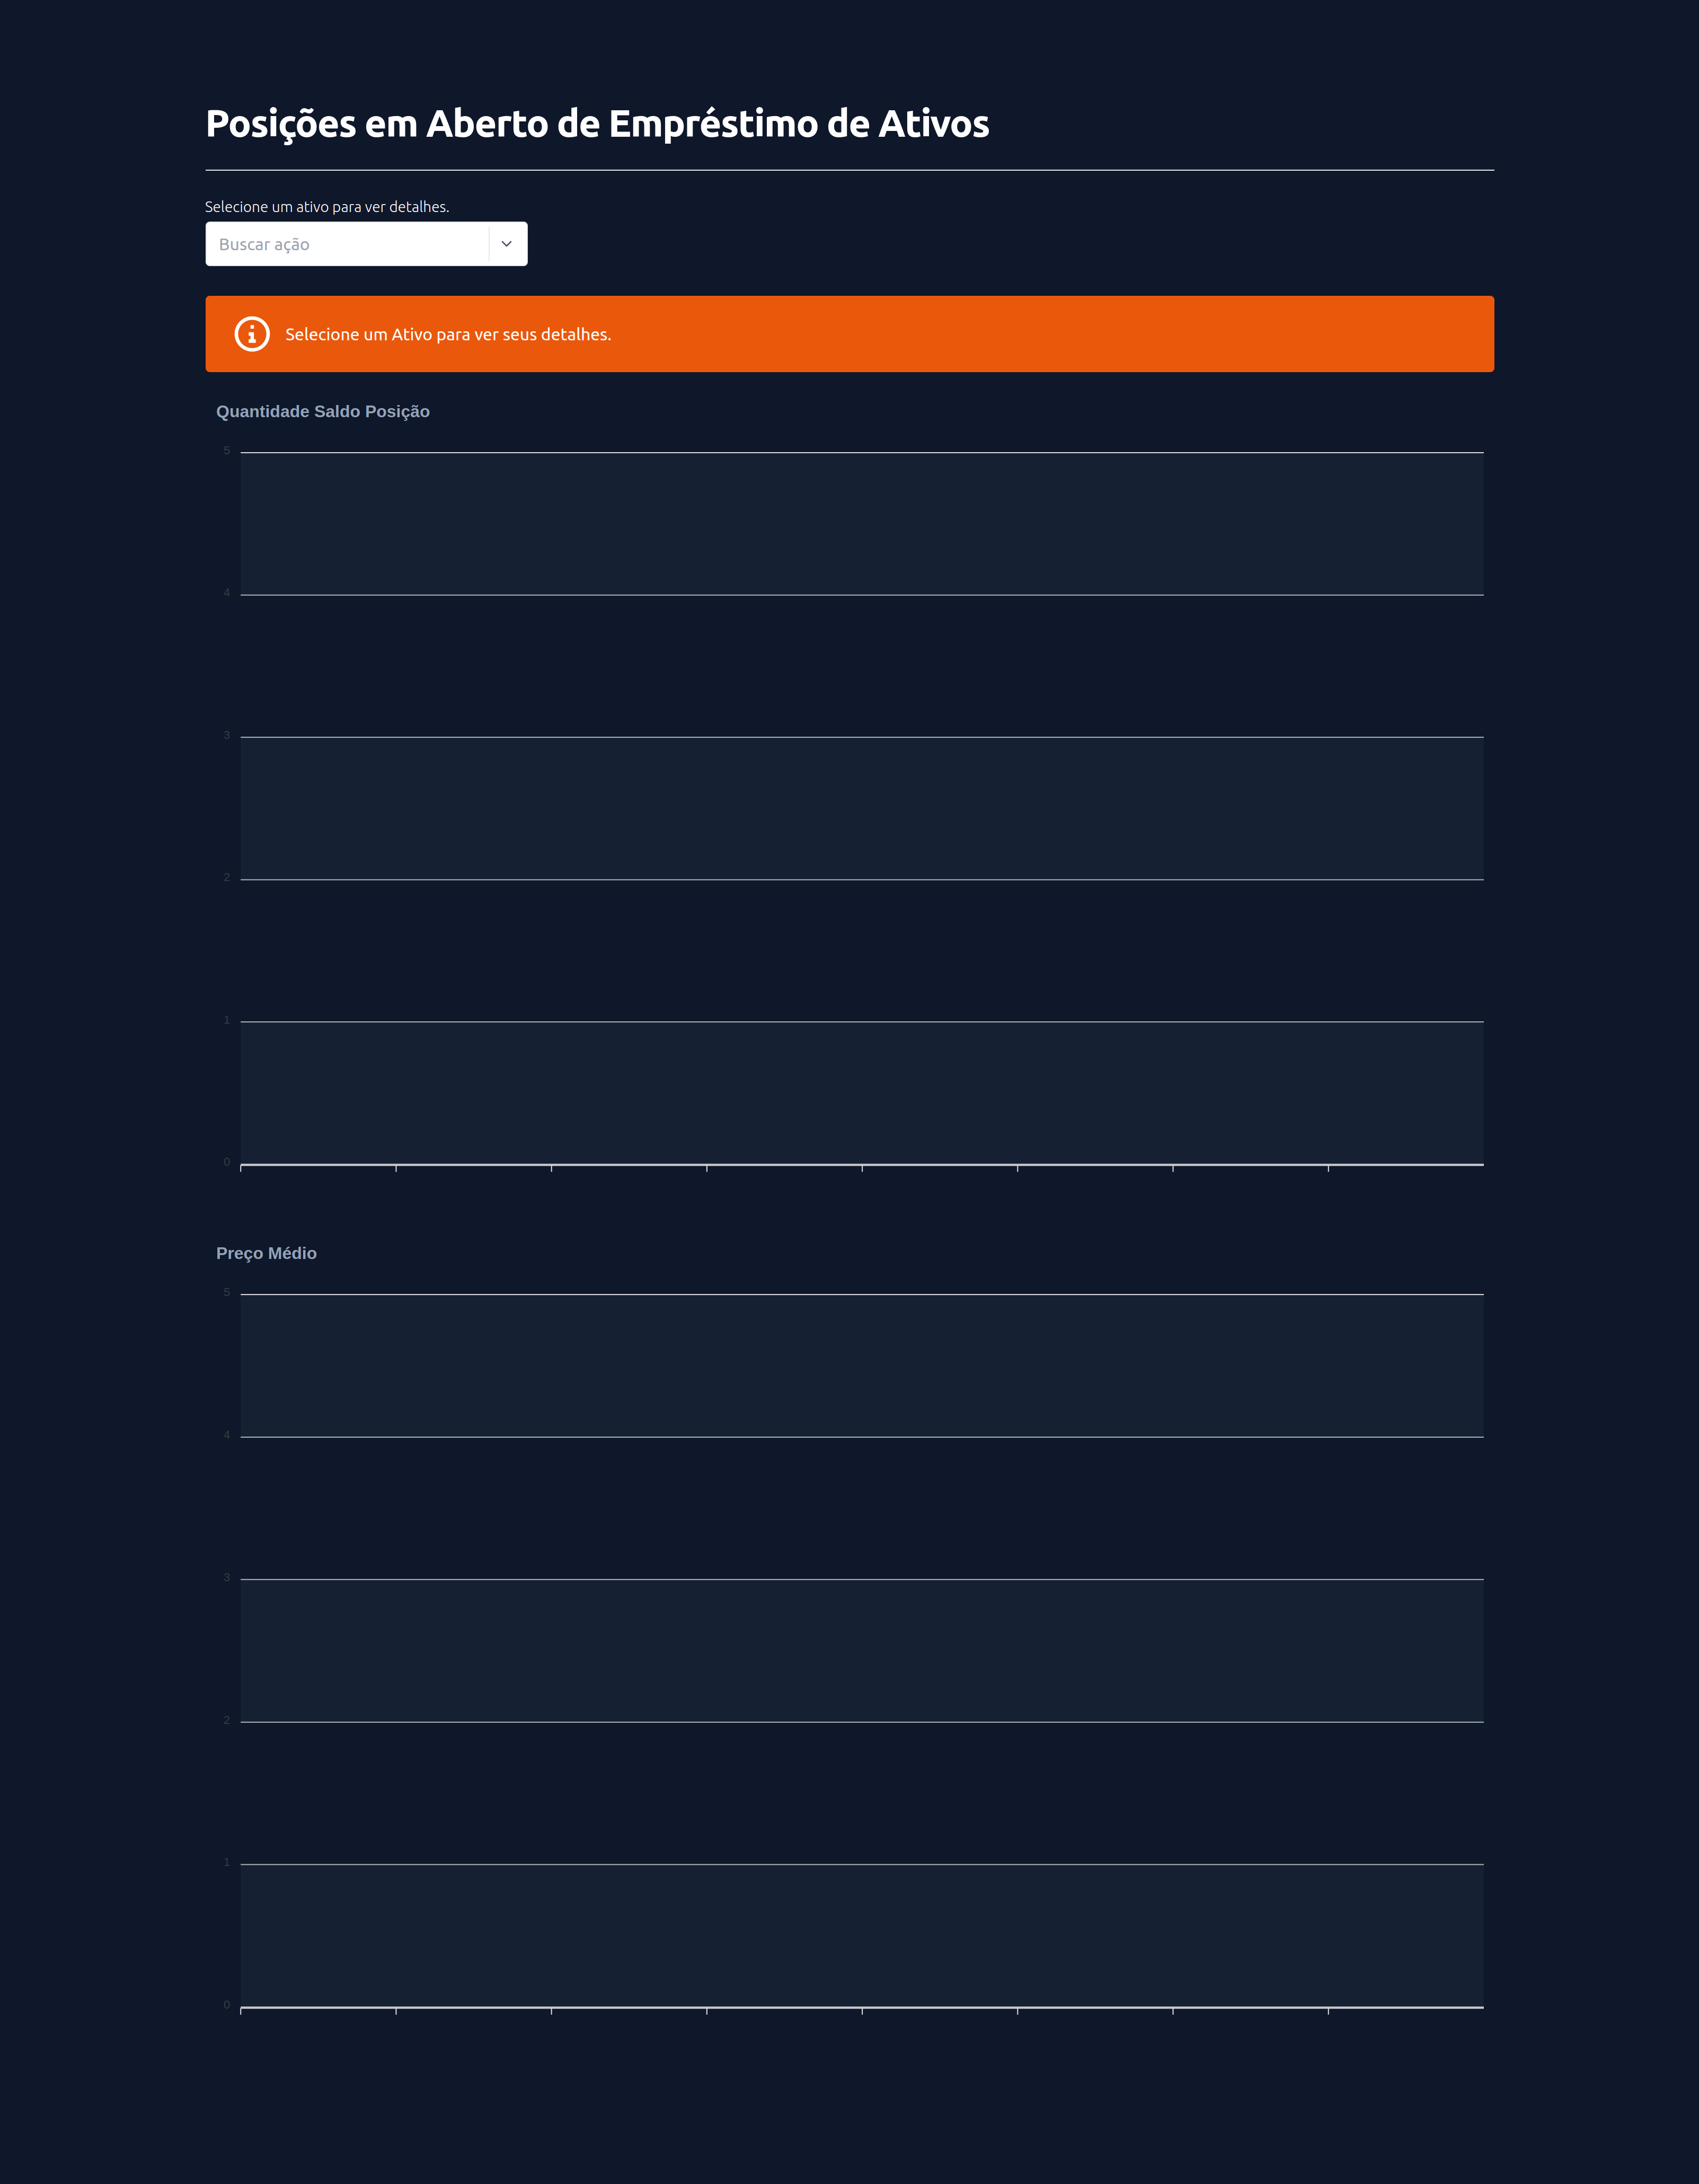 Posições em Aberto de Empréstimo de Ativos
Selecione um ativo para ver detalhes.
Buscar ação
Selecione um Ativo para ver seus detalhes.
Quantidade Saldo Posição
5
4
3
2
1
0
Preço Médio
5
4
3
2
1
0